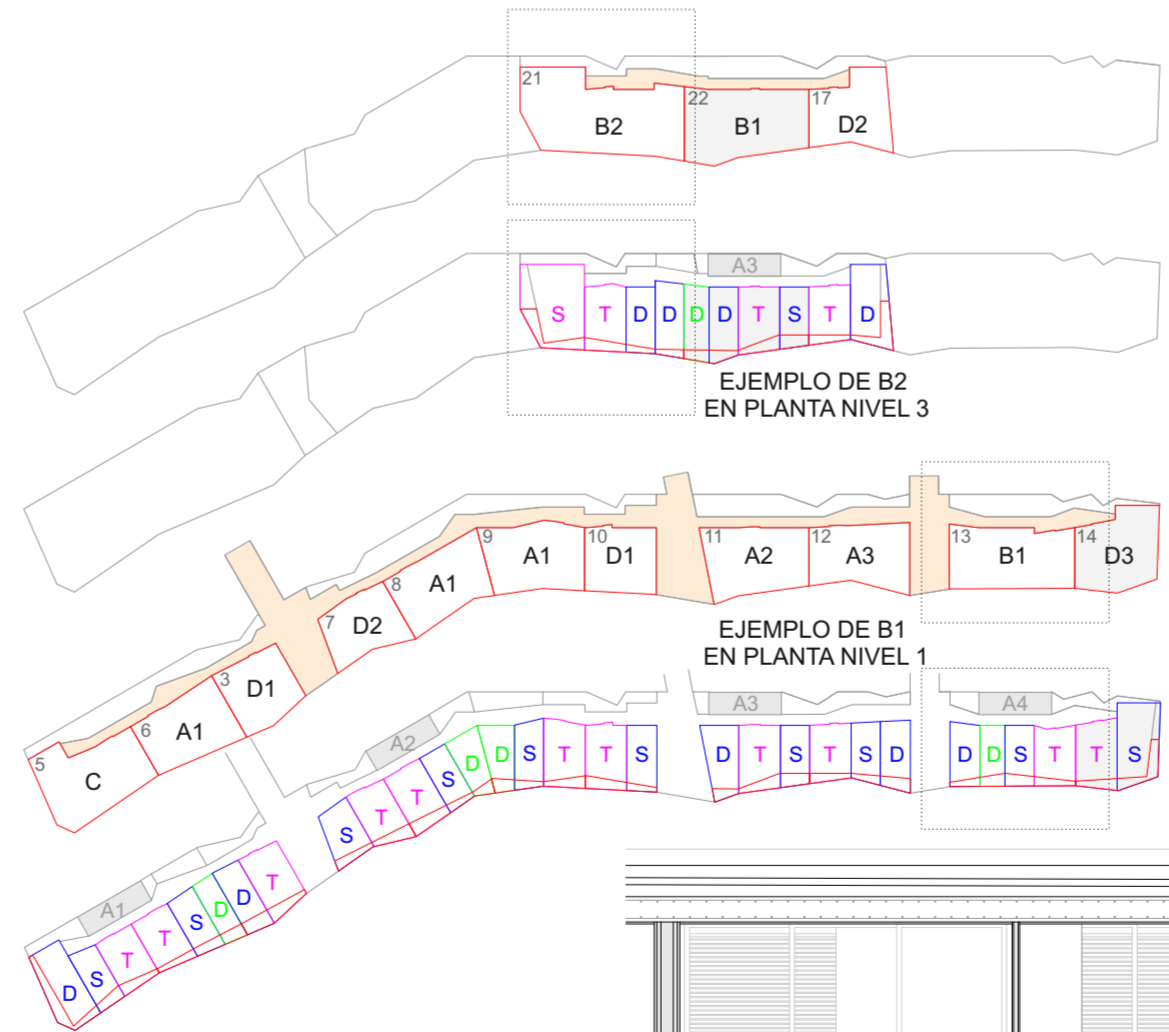 21 22 17
B2 B1 D2
A3
S T D D D D T S T D
EJEMPLO DE B2
EN PLANTA NIVEL 3
9 10 11 12 13 14
A1 D1 A2 A3 B1 D3
8
A1
7
D2
3
D1
6
A1
5
C
EJEMPLO DE B1
EN PLANTA NIVEL 1
A3 A4
A2
D T S T S D
D D S T T S
S T T S D D S T T S
A1
D S T T S D D T